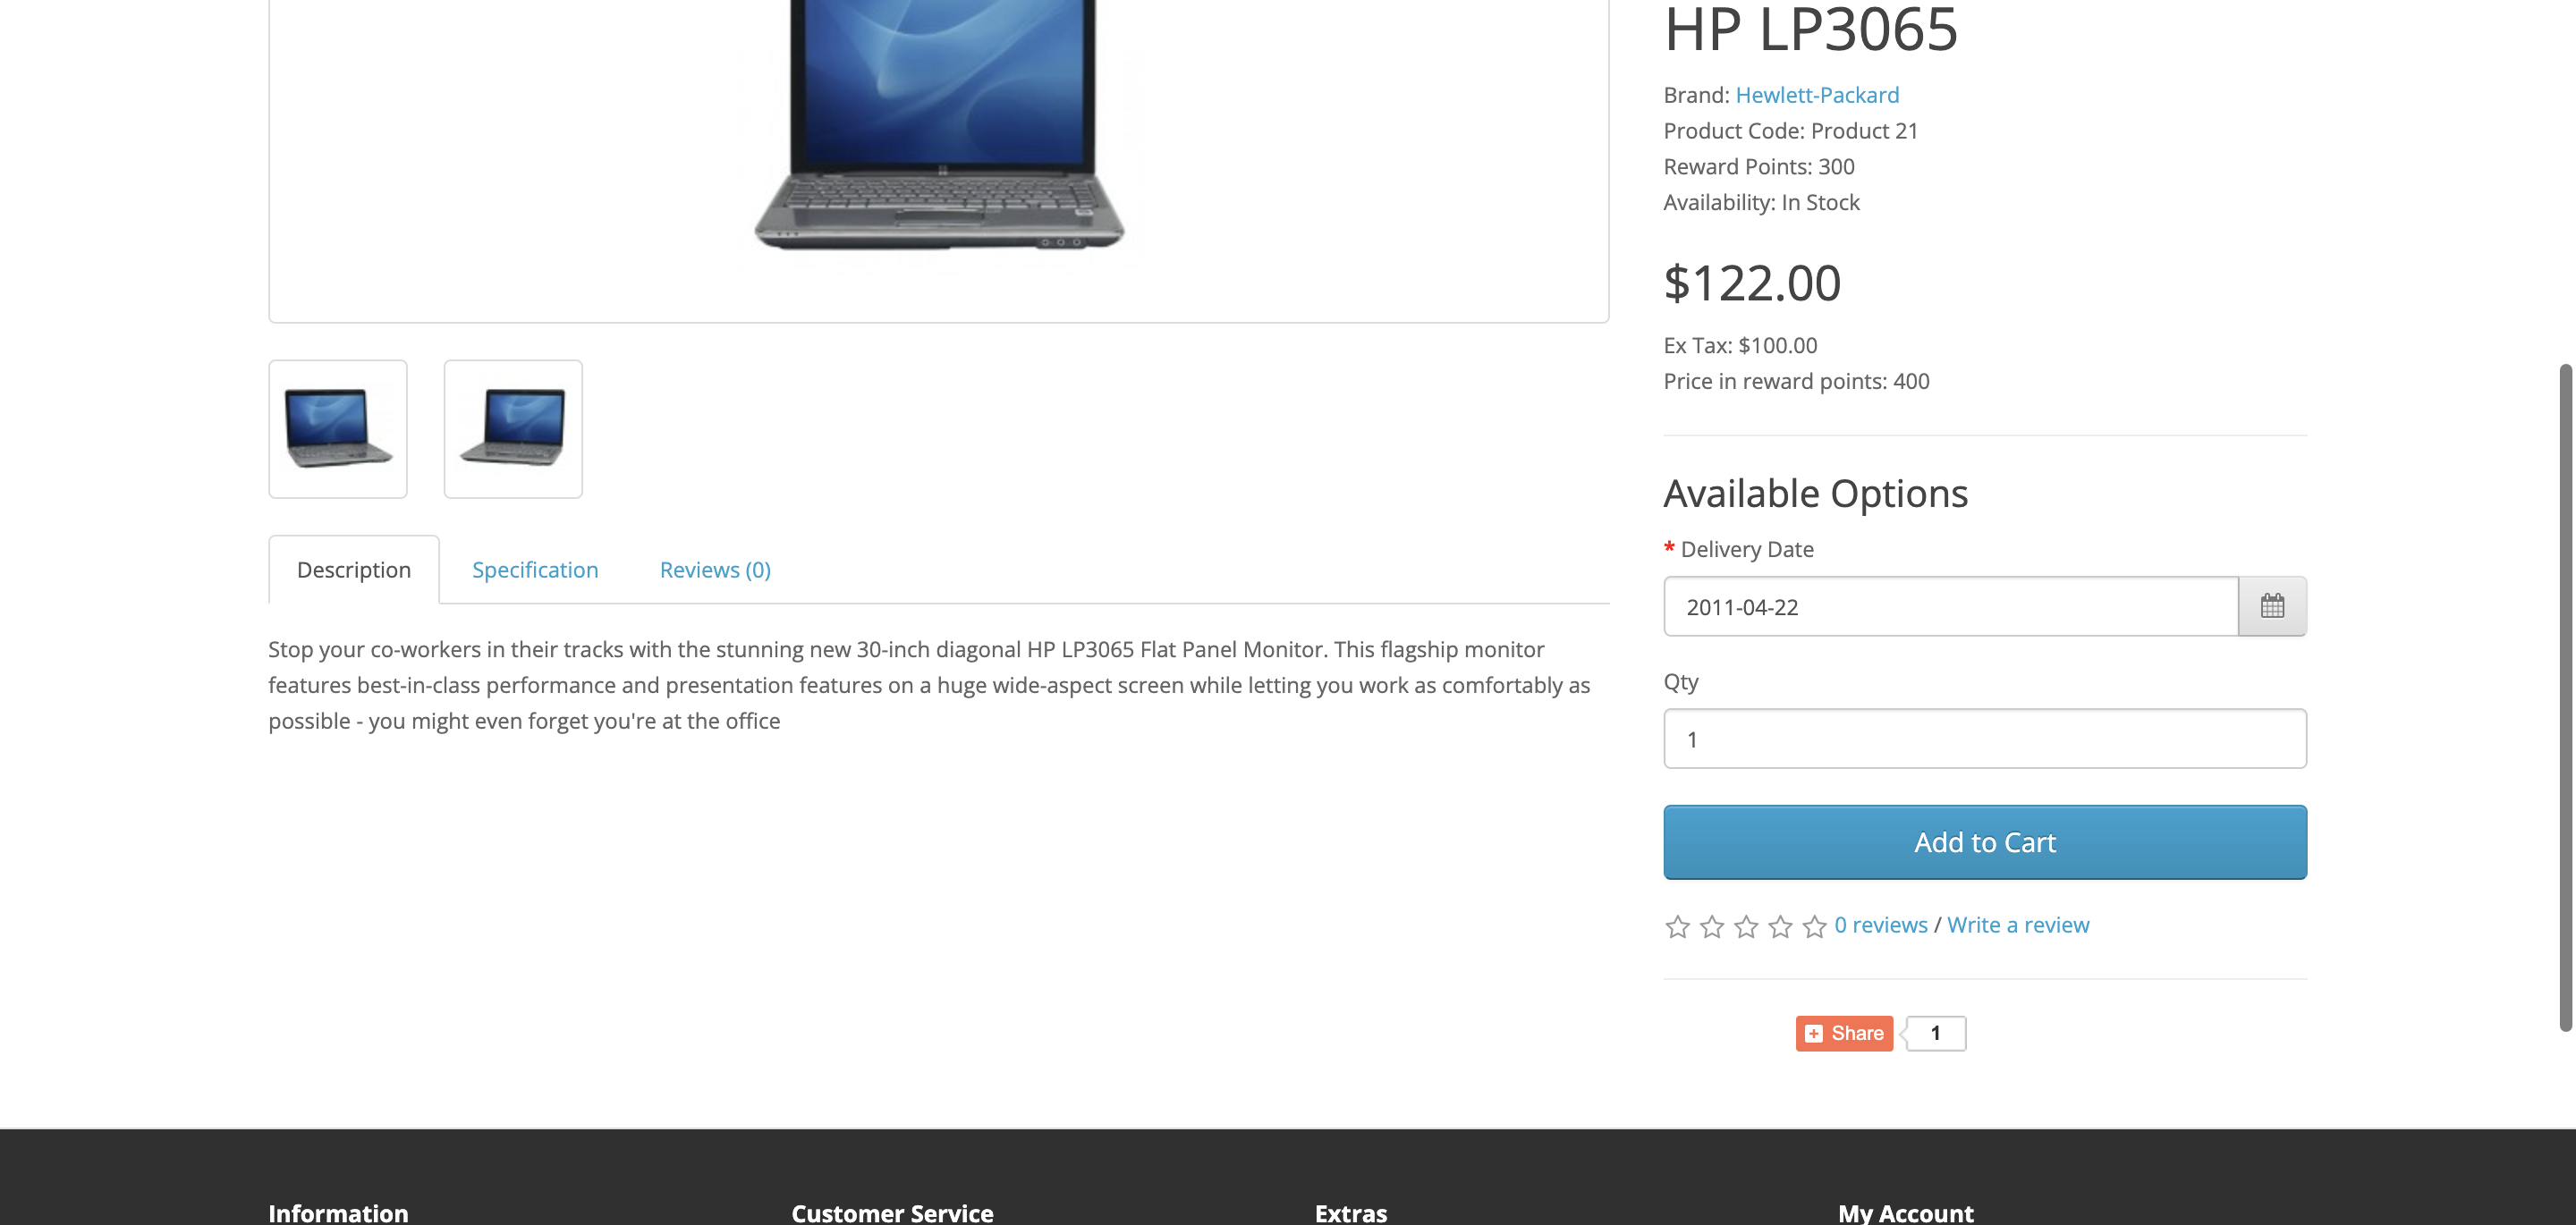 HP LP3065
Brand: Hewlett-Packard
Product Code: Product 21
Reward Points: 300
Availability: In Stock
$122.00
Ex Tax: $100.00
Price in reward points: 400
Available Options
* Delivery Date
2011-04-22
Qty
1
Add to Cart
0 reviews / Write a review
Share 1
Description Specification Reviews (0)
Stop your co-workers in their tracks with the stunning new 30-inch diagonal HP LP3065 Flat Panel Monitor. This flagship monitor
features best-in-class performance and presentation features on a huge wide-aspect screen while letting you work as comfortably as
possible - you might even forget you're at the office
Information Customer Service Extras My Account